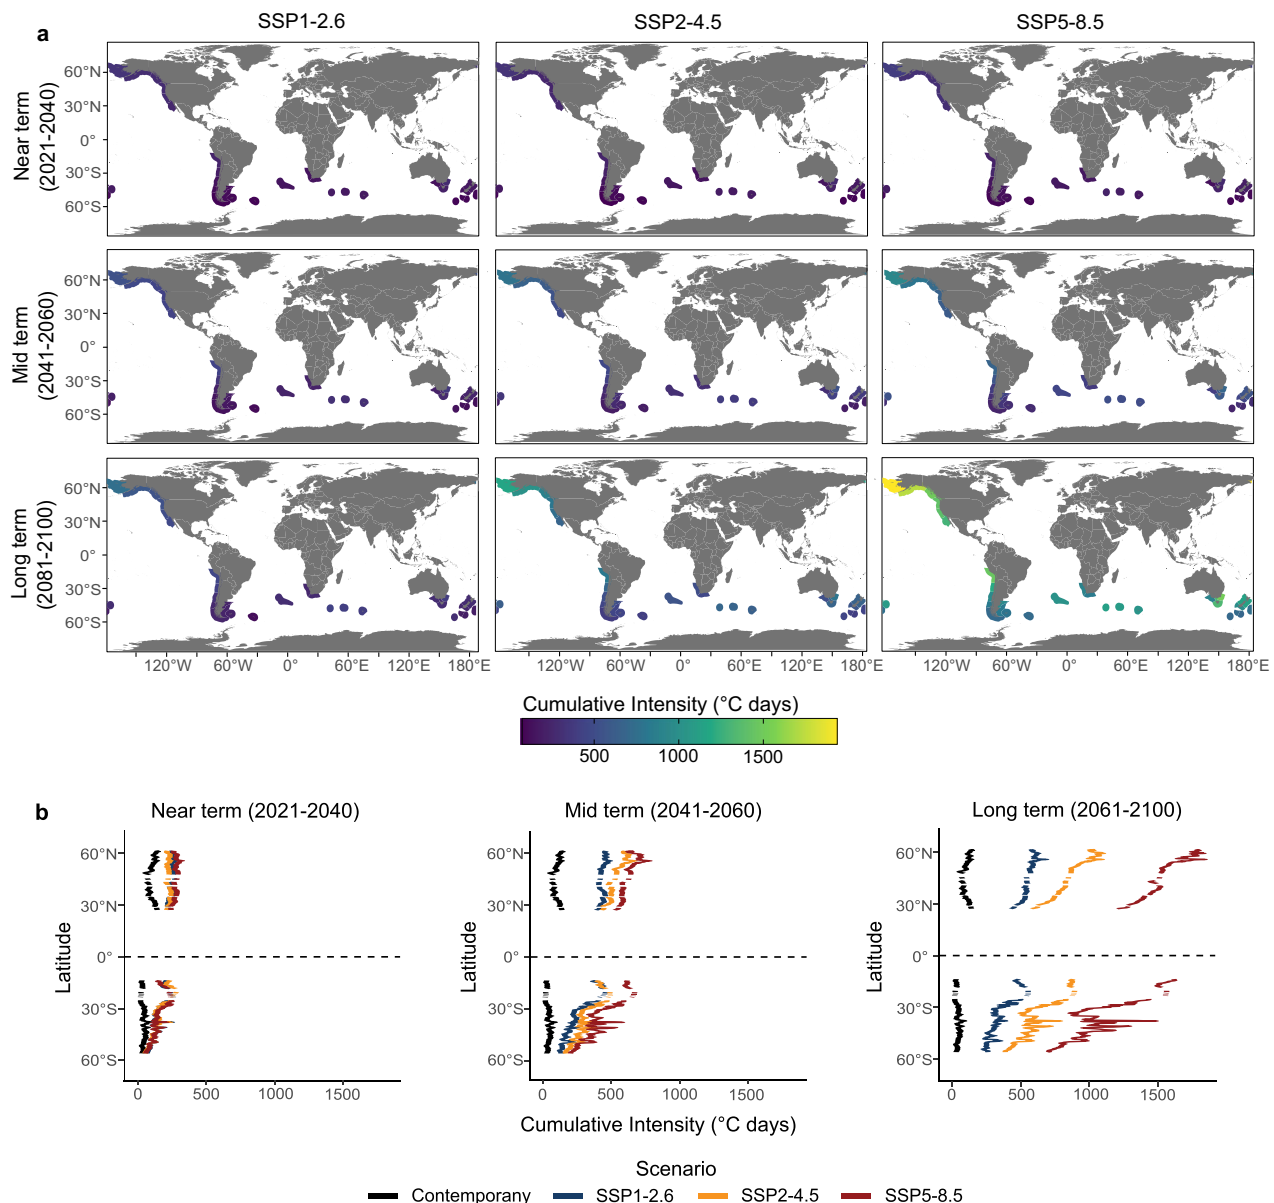 a
SSP1-2.6 SSP2-4.5 SSP5-8.5
Near term
(2021-2040)
60°N
30°N
0°
30°S
60°S
Mid term
(2041-2060)
60°N
30°N
0°
30°S
60°S
Long term
(2081-2100)
60°N
30°N
0°
30°S
60°S
120°W 60°W 0° 60°E 120°E 180°E 120°W 60°W 0° 60°E 120°E 180°E 120°W 60°W 0° 60°E 120°E 180°E
Cumulative Intensity (°C days)
500 1000 1500
b
Near term (2021-2040) Mid term (2041-2060) Long term (2061-2100)
Latitude
60°N
30°N
0°
30°S
60°S
0 500 1000 1500
Latitude
60°N
30°N
0°
30°S
60°S
0 500 1000 1500
Latitude
60°N
30°N
0°
30°S
60°S
0 500 1000 1500
Cumulative Intensity (°C days)
Scenario
Contemporany SSP1-2.6 SSP2-4.5 SSP5-8.5